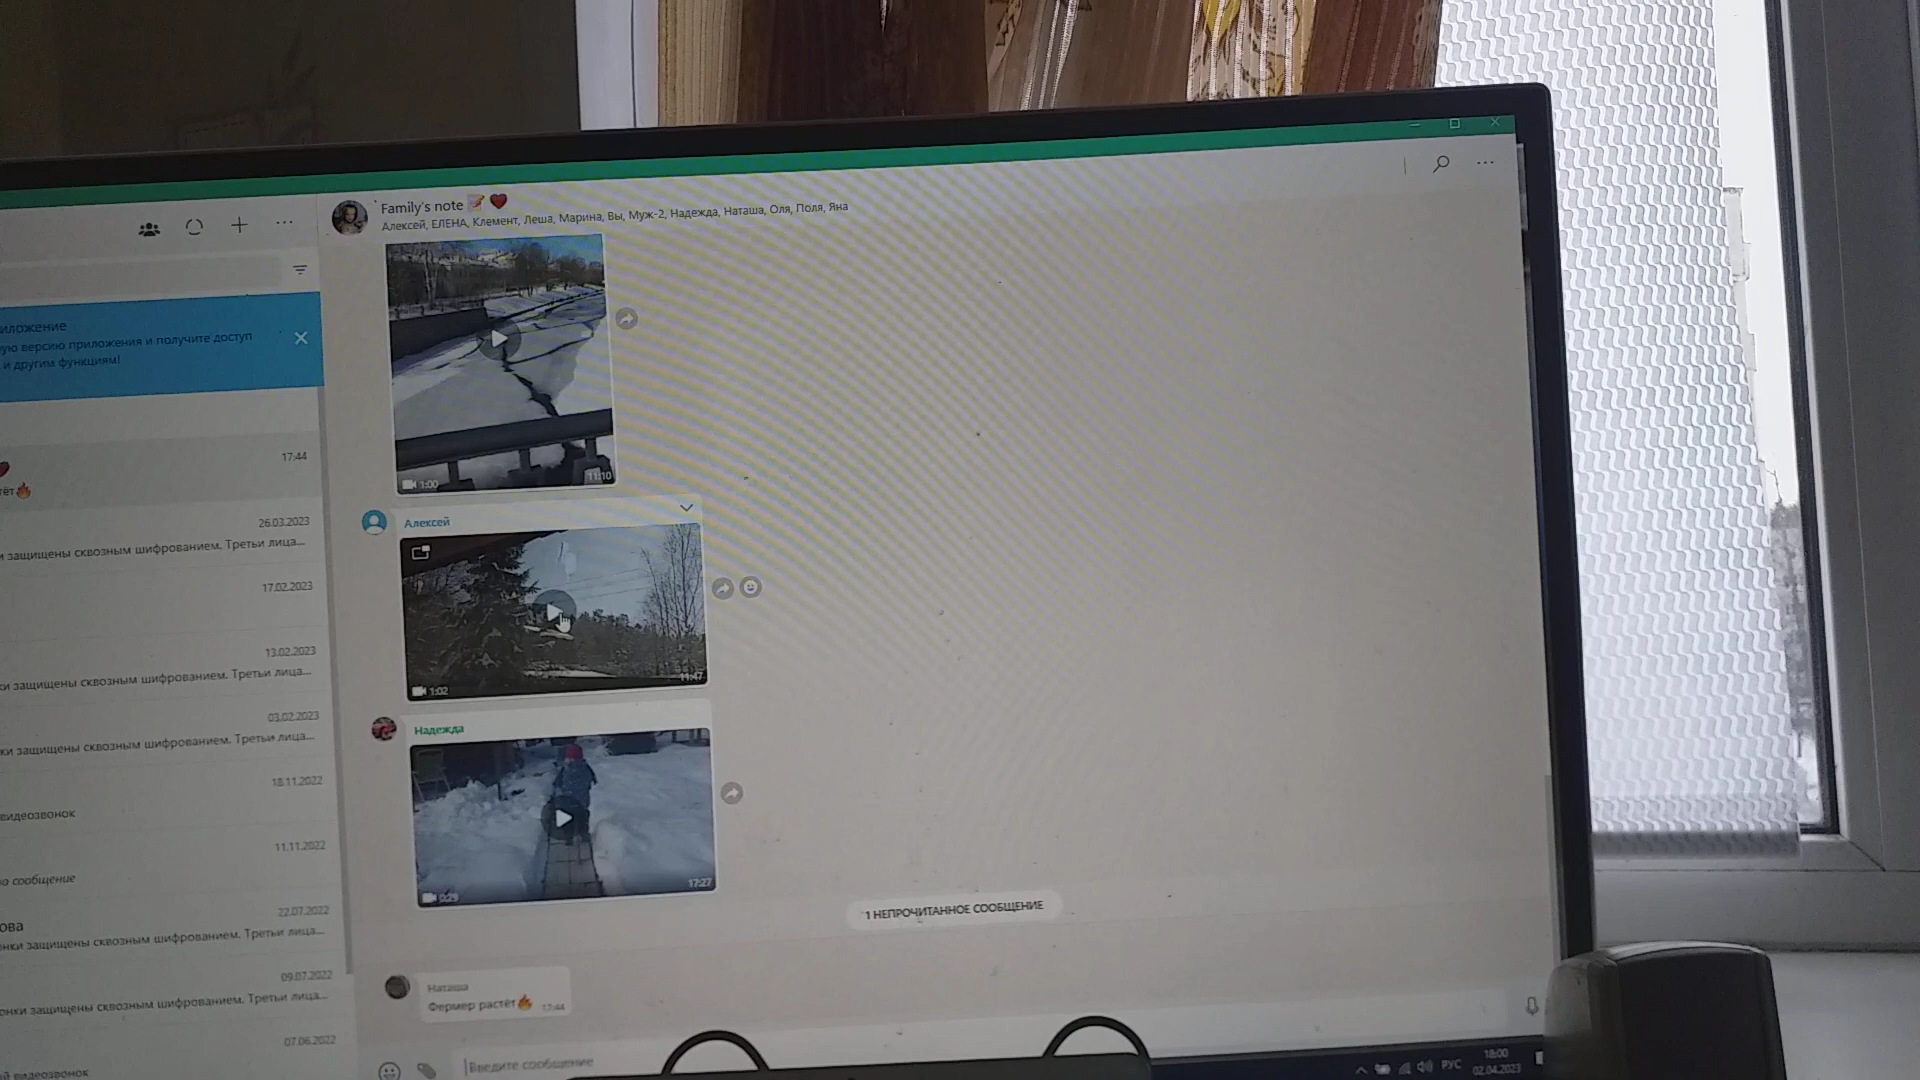 Family's note 📝 ❤️
Алексей, ЕЛЕНА, Клемент, Леша, Марина, Вы, Муж-2, Надежда, Наташа, Оля, Поля, Яна
иложение
ую версию приложения и получите доступ
и другим функциям!
17:44
тёт🔥
26.03.2023
и защищены сквозным шифрованием. Третьи лица...
17.02.2023
13.02.2023
ки защищены сквозным шифрованием. Третьи лица...
03.02.2023
ки защищены сквозным шифрованием. Третьи лица...
18.11.2022
видеозвонок
11.11.2022
о сообщение
22.07.2022
ова
онки защищены сквозным шифрованием. Третьи лица...
09.07.2022
онки защищены сквозным шифрованием. Третьи лица...
07.06.2022
й видеозвонок
1:00
11:10
Алексей
1:02
11:47
Надежда
0:29
17:27
1 НЕПРОЧИТАННОЕ СООБЩЕНИЕ
Наташа
Фермер растёт🔥 17:44
Введите сообщение
РУС
18:00
02.04.2023